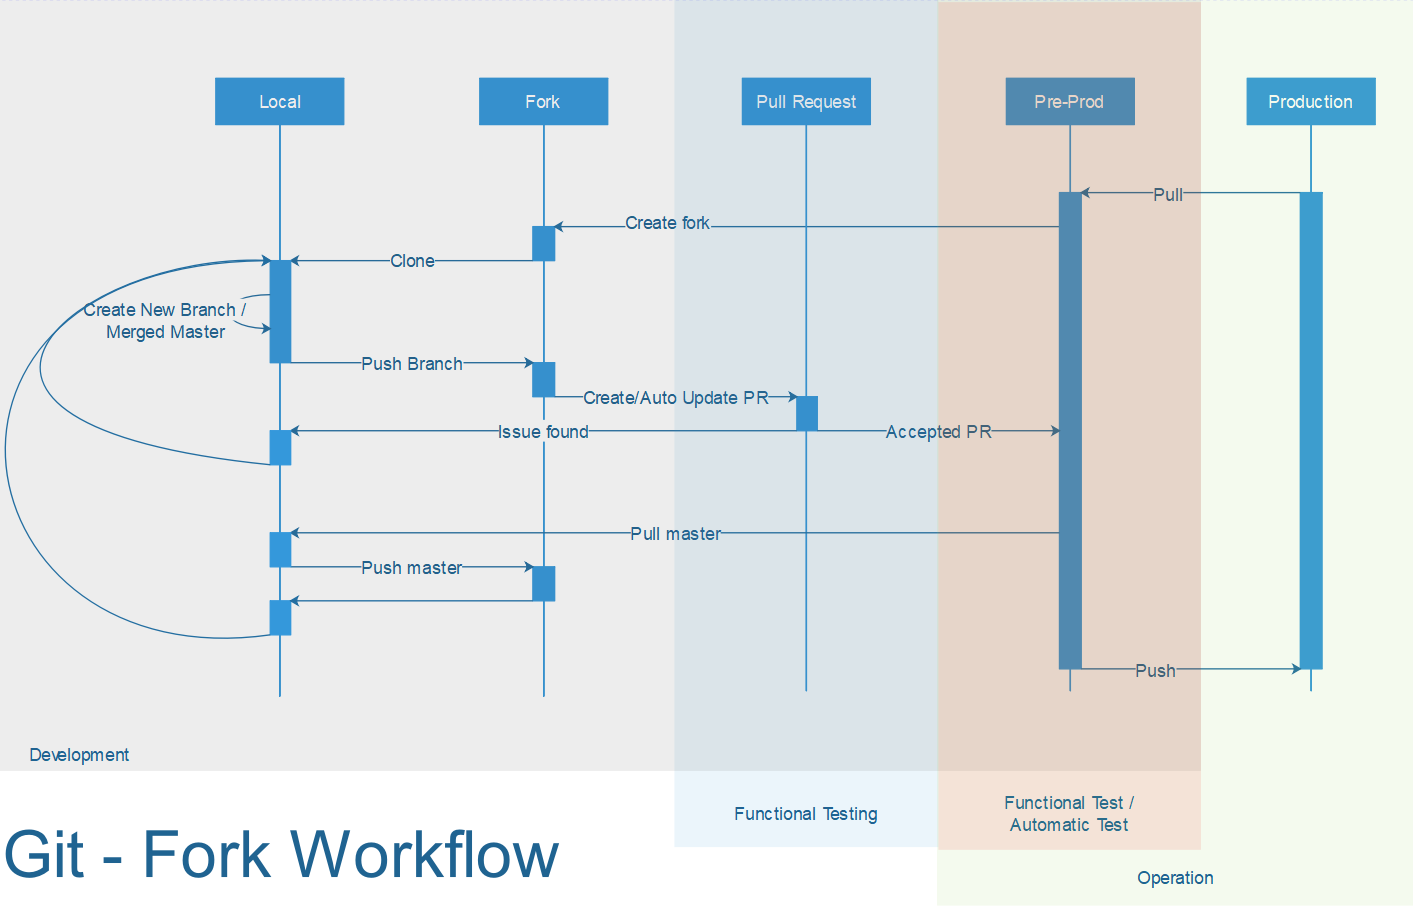 Local
Fork
Pull Request
Pre-Prod
Production
Pull
Create fork
Clone
Create New Branch /
Merged Master
Push Branch
Create/Auto Update PR
Issue found
Accepted PR
Pull master
Push master
Push
Development
Functional Testing
Functional Test /
Automatic Test
Git - Fork Workflow
Operation